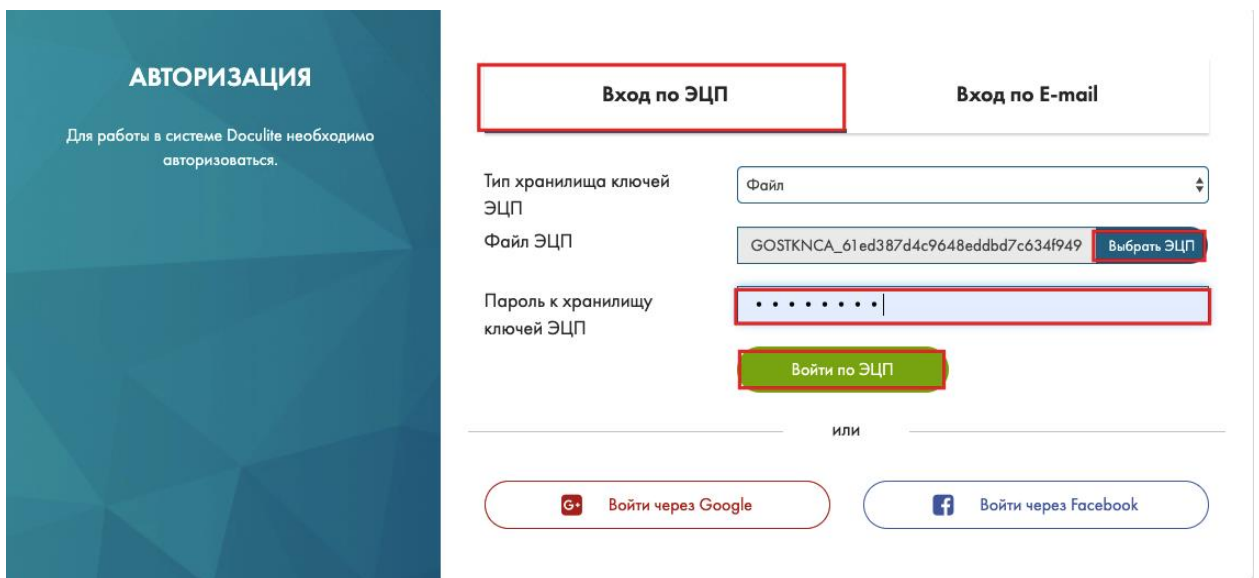 АВТОРИЗАЦИЯ
Для работы в системе Doculite необходимо
авторизоваться.
Вход по ЭЦП
Вход по E-mail
Тип хранилища ключей
ЭЦП
Файл
Файл ЭЦП
GOSTKNCA_61ed387d4c9648eddbd7c634f949
Выбрать ЭЦП
Пароль к хранилищу
ключей ЭЦП
Войти по ЭЦП
или
Войти через Google
Войти через Facebook